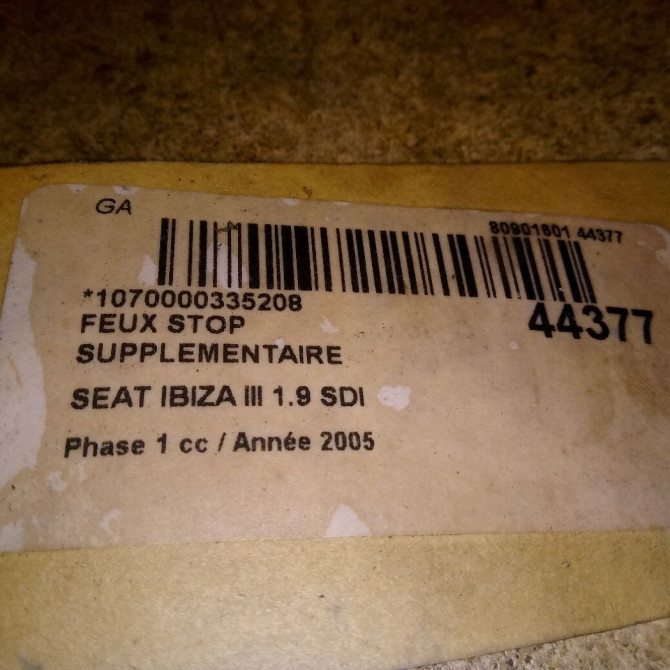 GA
80901601 44377
*1070000335208
44377
FEUX STOP
SUPPLEMENTAIRE
SEAT IBIZA III 1.9 SDI
Phase 1 cc / Année 2005